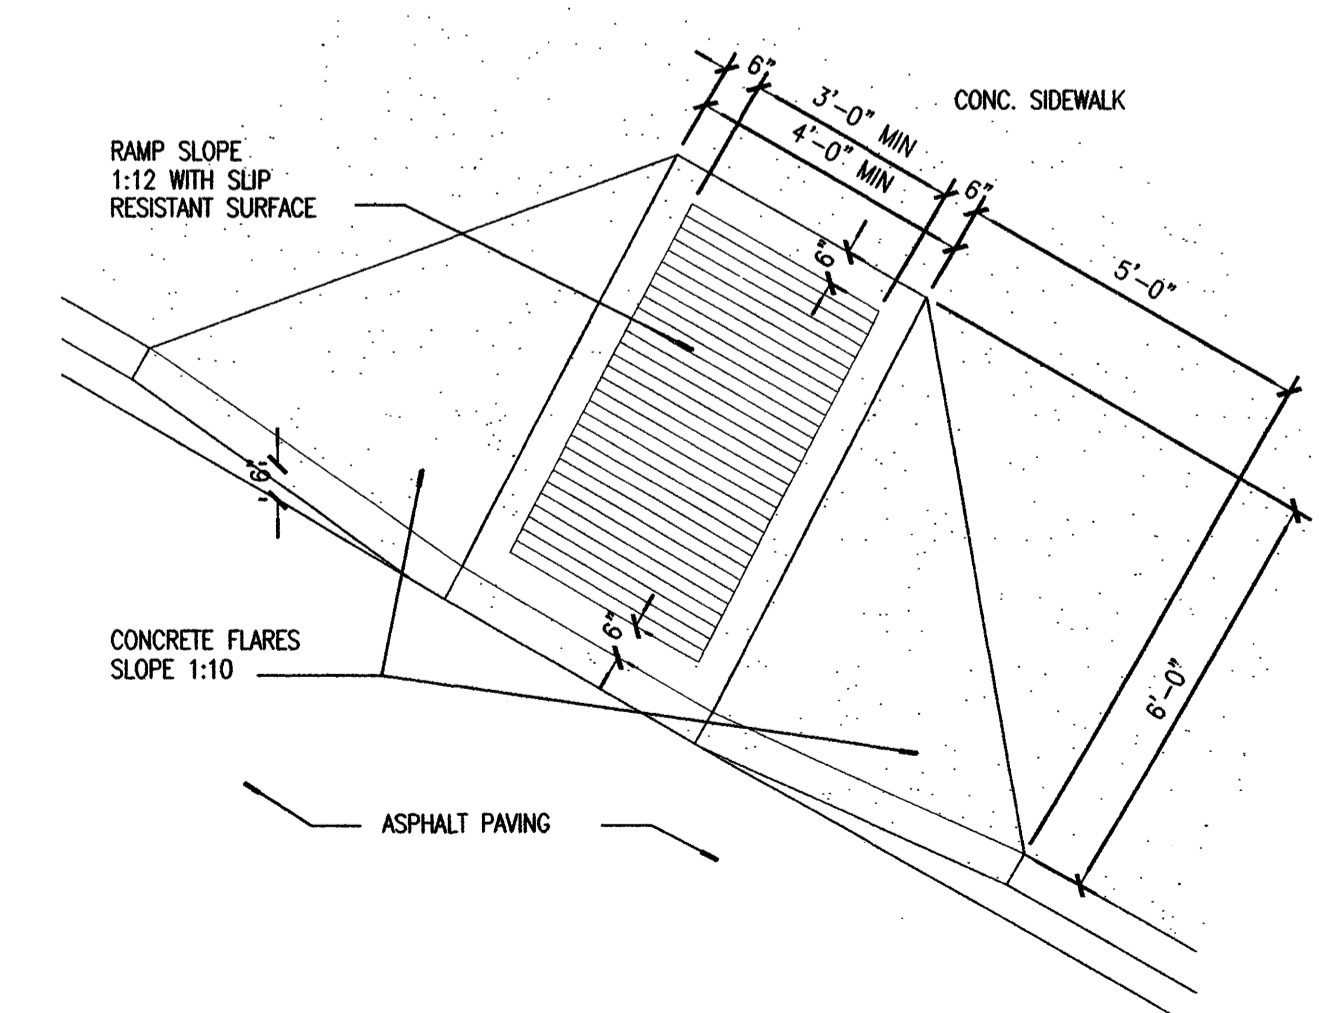 6"
3'-0" MIN
CONC. SIDEWALK
4'-0" MIN
RAMP SLOPE
1:12 WITH SLIP
RESISTANT SURFACE
6"
6"
5'-0"
6"
CONCRETE FLARES
SLOPE 1:10
6"
6'-0"
ASPHALT PAVING